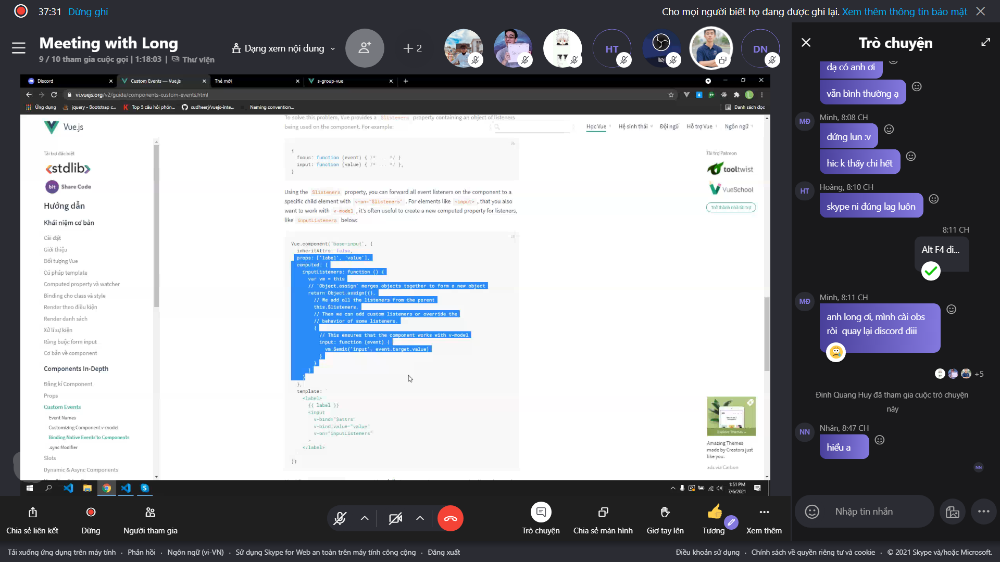 37:31 Dừng ghi
Cho mọi người biết họ đang được ghi lại. Xem thêm thông tin bảo mật
Meeting with Long
9 / 10 tham gia cuộc gọi | 1:18:03 | Thư viện
Dạng xem nội dung
+ 2
HT
DN
Discord
Custom Events — Vue.js
Thẻ mới
s-group-vue
vi.vuejs.org/v2/guide/components-custom-events.html
L
Ứng dụng
jquery - Bootstrap c...
Top 5 câu hỏi phỏn...
sudheerj/vuejs-inte...
Naming convention...
Danh sách đọc
Vue.js
Học Vue
Hệ sinh thái
Đội ngũ
Hỗ trợ Vue
Ngôn ngữ
Tài trợ đặc biệt
<stdlib>
bit Share Code
Hướng dẫn
Khái niệm cơ bản
Cài đặt
Giới thiệu
Đối tượng Vue
Cú pháp template
Computed property và watcher
Binding cho class và style
Render theo điều kiện
Render danh sách
Xử lí sự kiện
Ràng buộc form input
Cơ bản về component
Components In-Depth
Đăng kí Component
Props
Custom Events
Event Names
Customizing Component v-model
Binding Native Events to Components
.sync Modifier
Slots
Dynamic & Async Components
To solve this problem, Vue provides a $listeners property containing an object of listeners
being used on the component. For example:
JS
{
focus: function (event) { /* ... */ }
input: function (value) { /* ... */ },
}
Using the $listeners property, you can forward all event listeners on the component to a
specific child element with v-on="$listeners" . For elements like <input> , that you also
want to work with v-model , it's often useful to create a new computed property for listeners,
like inputListeners below:
JS
Vue.component('base-input', {
inheritAttrs: false,
props: ['label', 'value'],
computed: {
inputListeners: function () {
var vm = this
// `Object.assign` merges objects together to form a new object
return Object.assign({},
// We add all the listeners from the parent
this.$listeners,
// Then we can add custom listeners or override the
// behavior of some listeners.
{
// This ensures that the component works with v-model
input: function (event) {
vm.$emit('input', event.target.value)
}
}
)
}
},
template: `
<label>
{{ label }}
<input
v-bind="$attrs"
v-bind:value="value"
v-on="inputListeners"
>
</label>
`
})
Tài trợ Patreon
tooltwist
VueSchool
Trở thành nhà tài trợ
Explore Themes
Amazing Themes
made by Creators just
like you.
ads via Carbon
1:51 PM
7/6/2021
Trò chuyện
dạ có anh ơi
vẫn bình thường ạ
MĐ
Minh, 8:08 CH
đứng lun :v
hic k thấy chi hết
HT
Hoàng, 8:10 CH
skype ni đúng lag luôn
8:11 CH
Alt F4 đi...
MĐ
Minh, 8:11 CH
anh long ơi, mình cài obs
ròi quay lại discorđ điii
+5
Đinh Quang Huy đã tham gia cuộc trò chuyện
này
NN
Nhân, 8:47 CH
hiểu a
NN
Nhập tin nhắn
Chia sẻ liên kết
Dừng
Người tham gia
Trò chuyện
Chia sẻ màn hình
Giơ tay lên
Tương
Xem thêm
Tải xuống ứng dụng trên máy tính · Phản hồi · Ngôn ngữ (vi-VN) · Sử dụng Skype for Web an toàn trên máy tính công cộng · Đăng xuất
Điều khoản sử dụng · Chính sách về quyền riêng tư và cookie · © 2021 Skype và/hoặc Microsoft.